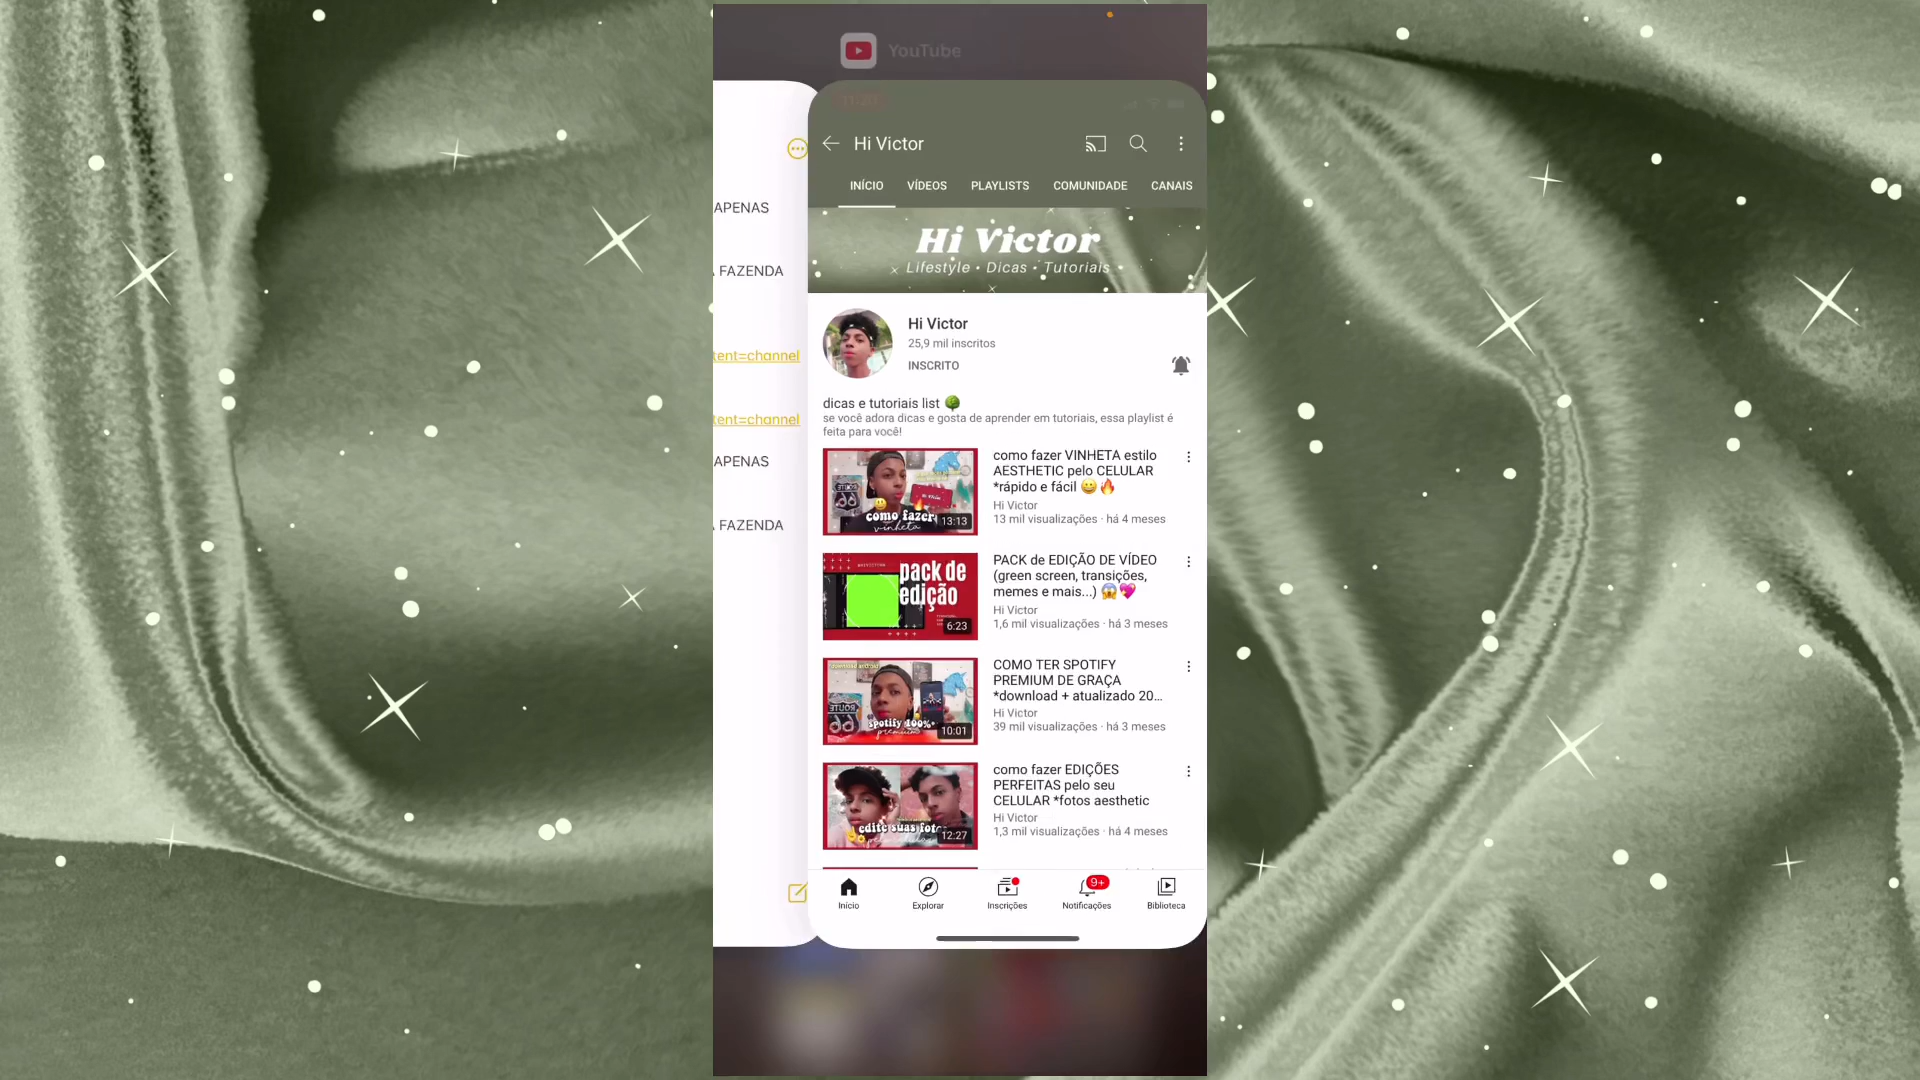 YouTube
APENAS
FAZENDA
tent=channel
tent=channel
APENAS
FAZENDA
Hi Victor
INÍCIO VÍDEOS PLAYLISTS COMUNIDADE CANAIS
Hi Victor
Lifestyle • Dicas • Tutoriais •
Hi Victor
25,9 mil inscritos
INSCRITO
dicas e tutoriais list 🌳
se você adora dicas e gosta de aprender em tutoriais, essa playlist é
feita para você!
como fazer
vinheta
13:13
como fazer VINHETA estilo
AESTHETIC pelo CELULAR
*rápido e fácil 😀🔥
Hi Victor
13 mil visualizações · há 4 meses
pack de
edição
6:23
PACK de EDIÇÃO DE VÍDEO
(green screen, transições,
memes e mais...) 😱💖
Hi Victor
1,6 mil visualizações · há 3 meses
download android
spotify 100%
premium
10:01
COMO TER SPOTIFY
PREMIUM DE GRAÇA
*download + atualizado 20...
Hi Victor
39 mil visualizações · há 3 meses
edite suas fot
12:27
como fazer EDIÇÕES
PERFEITAS pelo seu
CELULAR *fotos aesthetic
Hi Victor
1,3 mil visualizações · há 4 meses
9+
Início Explorar Inscrições Notificações Biblioteca